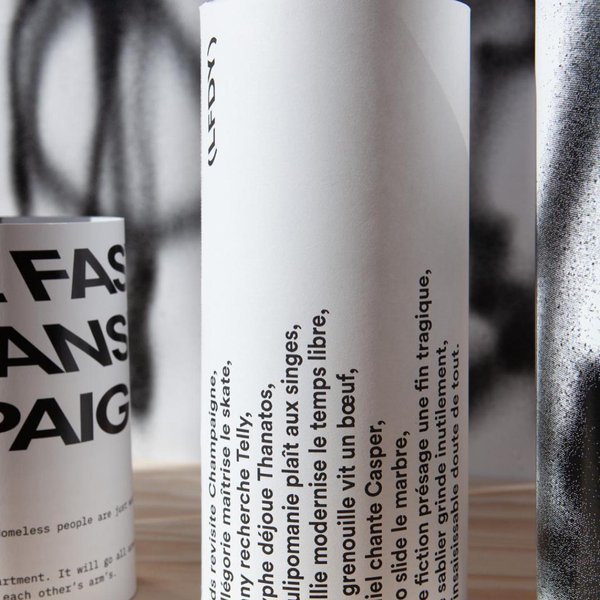 FAS
ANS
PAIG
omeless people are just
artment. It will go all
each other's arm's.
(LFDY)
ds revisite Champaigne,
légorie maîtrise le skate,
ny recherche Telly,
phe déjoue Thanatos,
ulipomanie plaît aux singes,
llie modernise le temps libre,
grenouille vit un bœuf,
iel chante Casper,
o slide le marbre,
e fiction présage une fin tragique,
e sablier grinde inutilement,
insaisissable doute de tout.